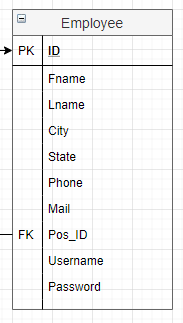 Employee
PK ID
Fname
Lname
City
State
Phone
Mail
FK Pos_ID
Username
Password